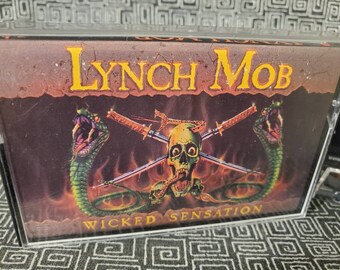 LYNCH MOB
WICKED SENSATION